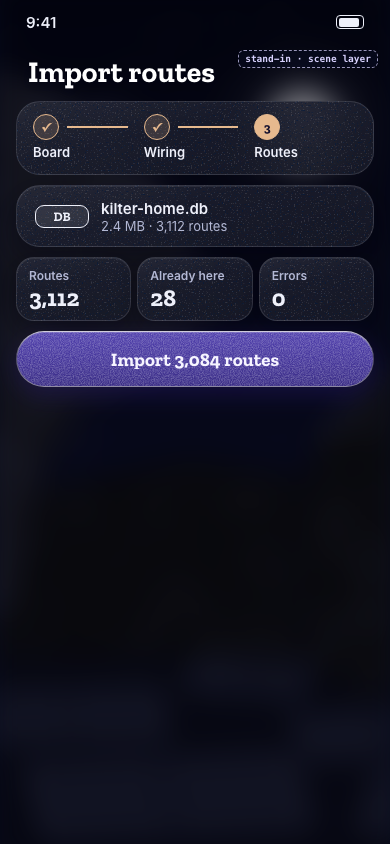 9:41
stand-in · scene layer
Import routes
✓ ✓ 3
Board Wiring Routes
DB
kilter-home.db
2.4 MB · 3,112 routes
Routes Already here Errors
3,112 28 0
Import 3,084 routes